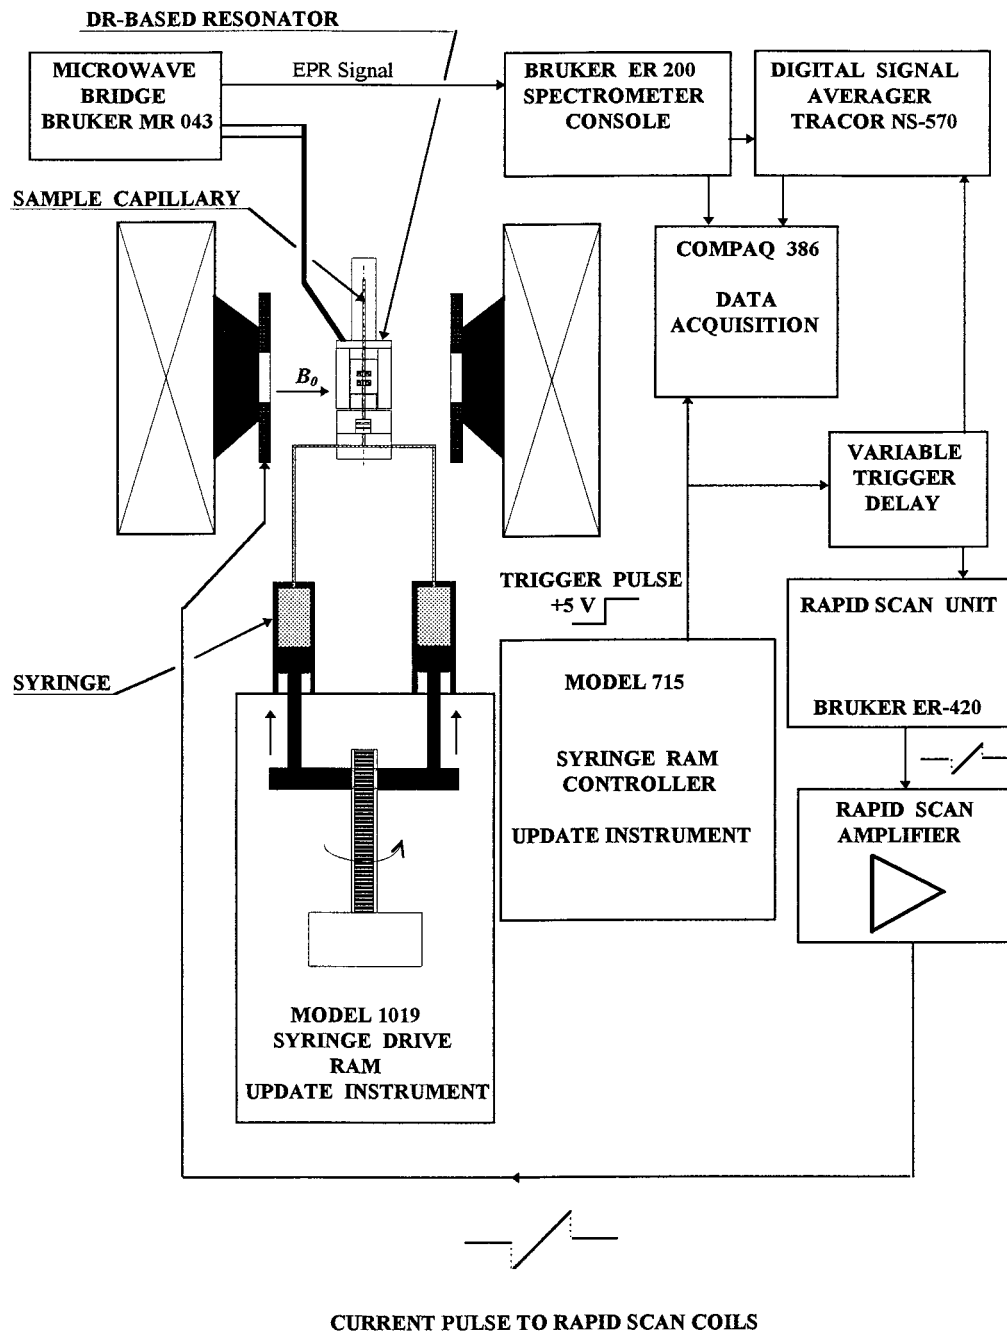 DR-BASED RESONATOR
MICROWAVE
BRIDGE
BRUKER MR 043
EPR Signal
BRUKER ER 200
SPECTROMETER
CONSOLE
DIGITAL SIGNAL
AVERAGER
TRACOR NS-570
SAMPLE CAPILLARY
COMPAQ 386
DATA
ACQUISITION
B0
VARIABLE
TRIGGER
DELAY
TRIGGER PULSE
+5 V
RAPID SCAN UNIT
BRUKER ER-420
SYRINGE
MODEL 715
SYRINGE RAM
CONTROLLER
UPDATE INSTRUMENT
RAPID SCAN
AMPLIFIER
MODEL 1019
SYRINGE DRIVE
RAM
UPDATE INSTRUMENT
CURRENT PULSE TO RAPID SCAN COILS